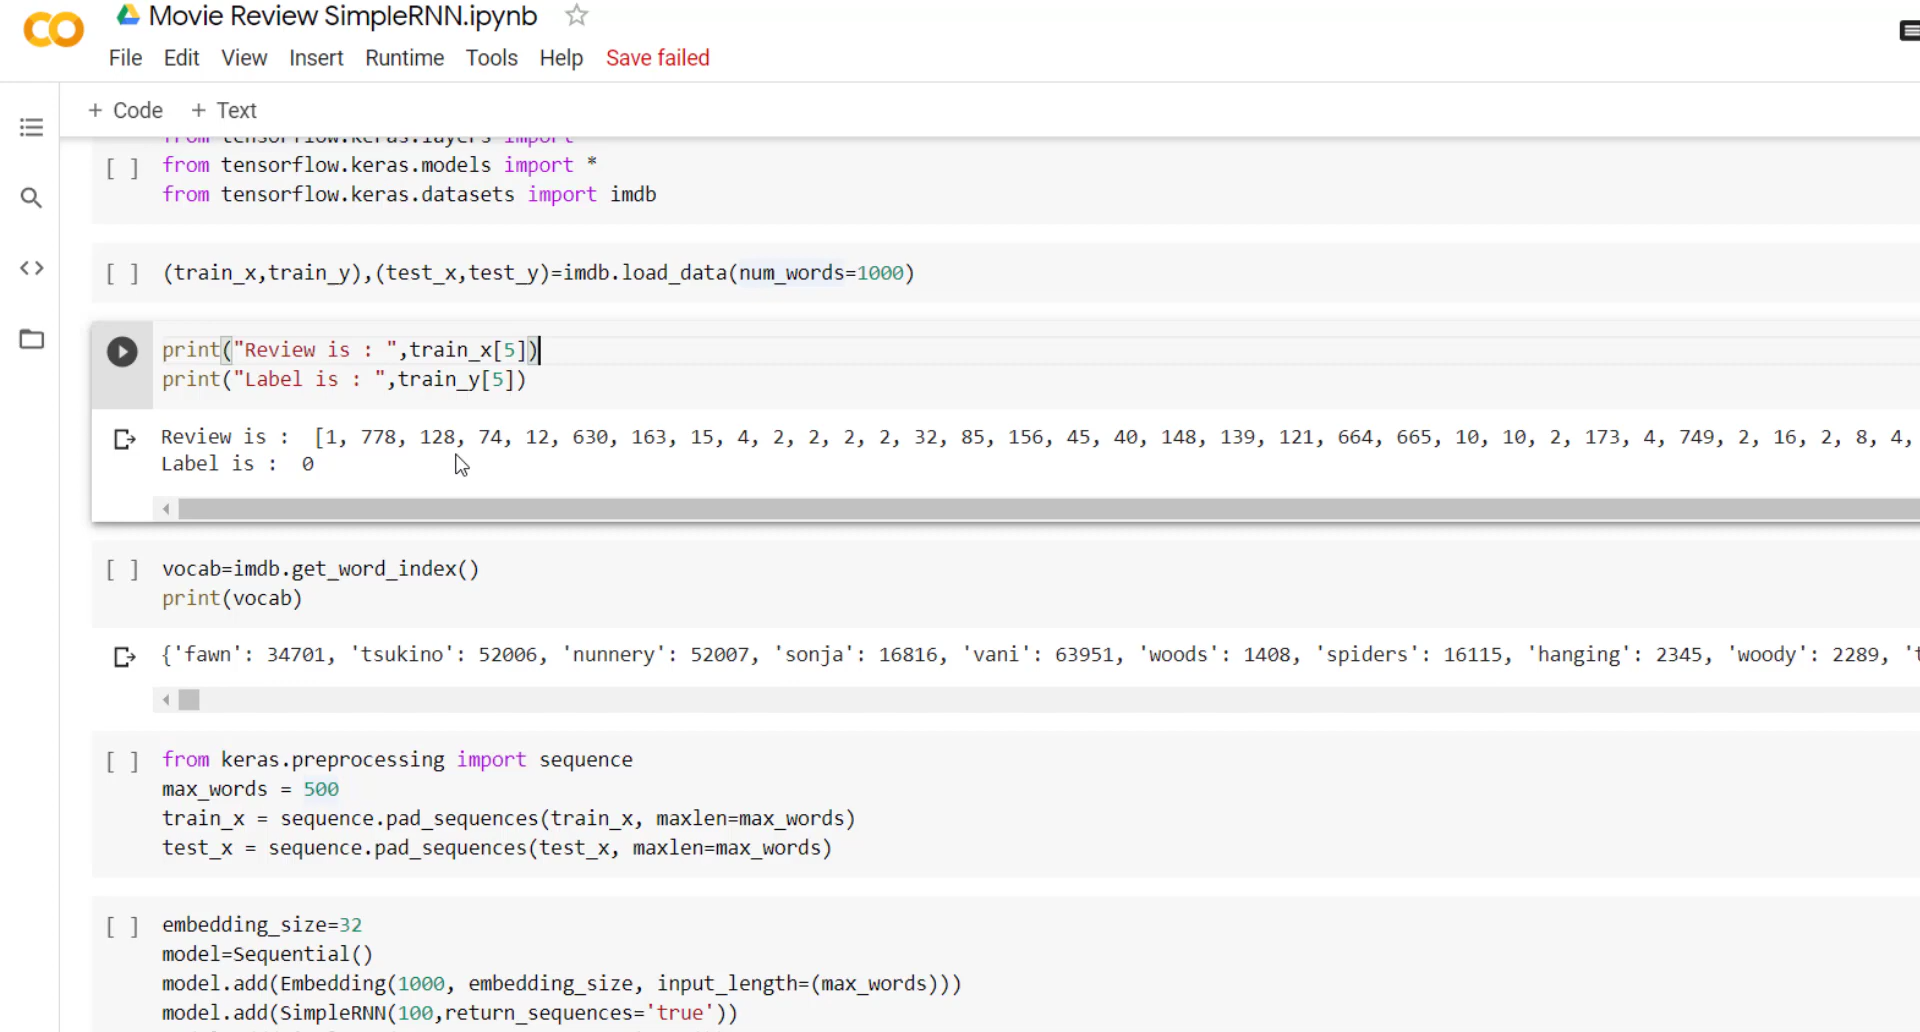 Movie Review SimpleRNN.ipynb
File Edit View Insert Runtime Tools Help Save failed
+ Code + Text
from tensorflow.keras.layers import
[ ] from tensorflow.keras.models import *
from tensorflow.keras.datasets import imdb
[ ] (train_x,train_y),(test_x,test_y)=imdb.load_data(num_words=1000)
print("Review is : ",train_x[5])
print("Label is : ",train_y[5])
Review is :  [1, 778, 128, 74, 12, 630, 163, 15, 4, 2, 2, 2, 2, 32, 85, 156, 45, 40, 148, 139, 121, 664, 665, 10, 10, 2, 173, 4, 749, 2, 16, 2, 8, 4,
Label is :  0
[ ] vocab=imdb.get_word_index()
print(vocab)
{'fawn': 34701, 'tsukino': 52006, 'nunnery': 52007, 'sonja': 16816, 'vani': 63951, 'woods': 1408, 'spiders': 16115, 'hanging': 2345, 'woody': 2289, 't
[ ] from keras.preprocessing import sequence
max_words = 500
train_x = sequence.pad_sequences(train_x, maxlen=max_words)
test_x = sequence.pad_sequences(test_x, maxlen=max_words)
[ ] embedding_size=32
model=Sequential()
model.add(Embedding(1000, embedding_size, input_length=(max_words)))
model.add(SimpleRNN(100,return_sequences='true'))